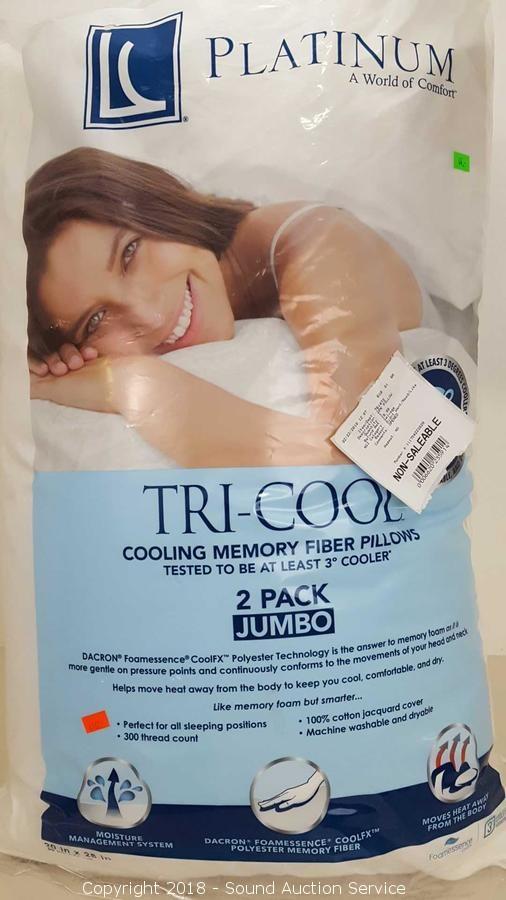 LC
PLATINUM
A World of Comfort™
AT LEAST 3 DEGREES COOLER
NON-SALEABLE
TRI-COOL
COOLING MEMORY FIBER PILLOWS
TESTED TO BE AT LEAST 3° COOLER*
2 PACK
JUMBO
DACRON® Foamessence® CoolFX™ Polyester Technology is the answer to memory foam as it is
more gentle on pressure points and continuously conforms to the movements of your head and neck
Helps move heat away from the body to keep you cool, comfortable, and dry.
Like memory foam but smarter...
• Perfect for all sleeping positions
• 300 thread count
• 100% cotton jacquard cover
• Machine washable and dryable
MOISTURE
MANAGEMENT SYSTEM
DACRON® FOAMESSENCE® COOLFX™
POLYESTER MEMORY FIBER
MOVES HEAT AWAY
FROM THE BODY
Foamessence
Copyright 2018 - Sound Auction Service